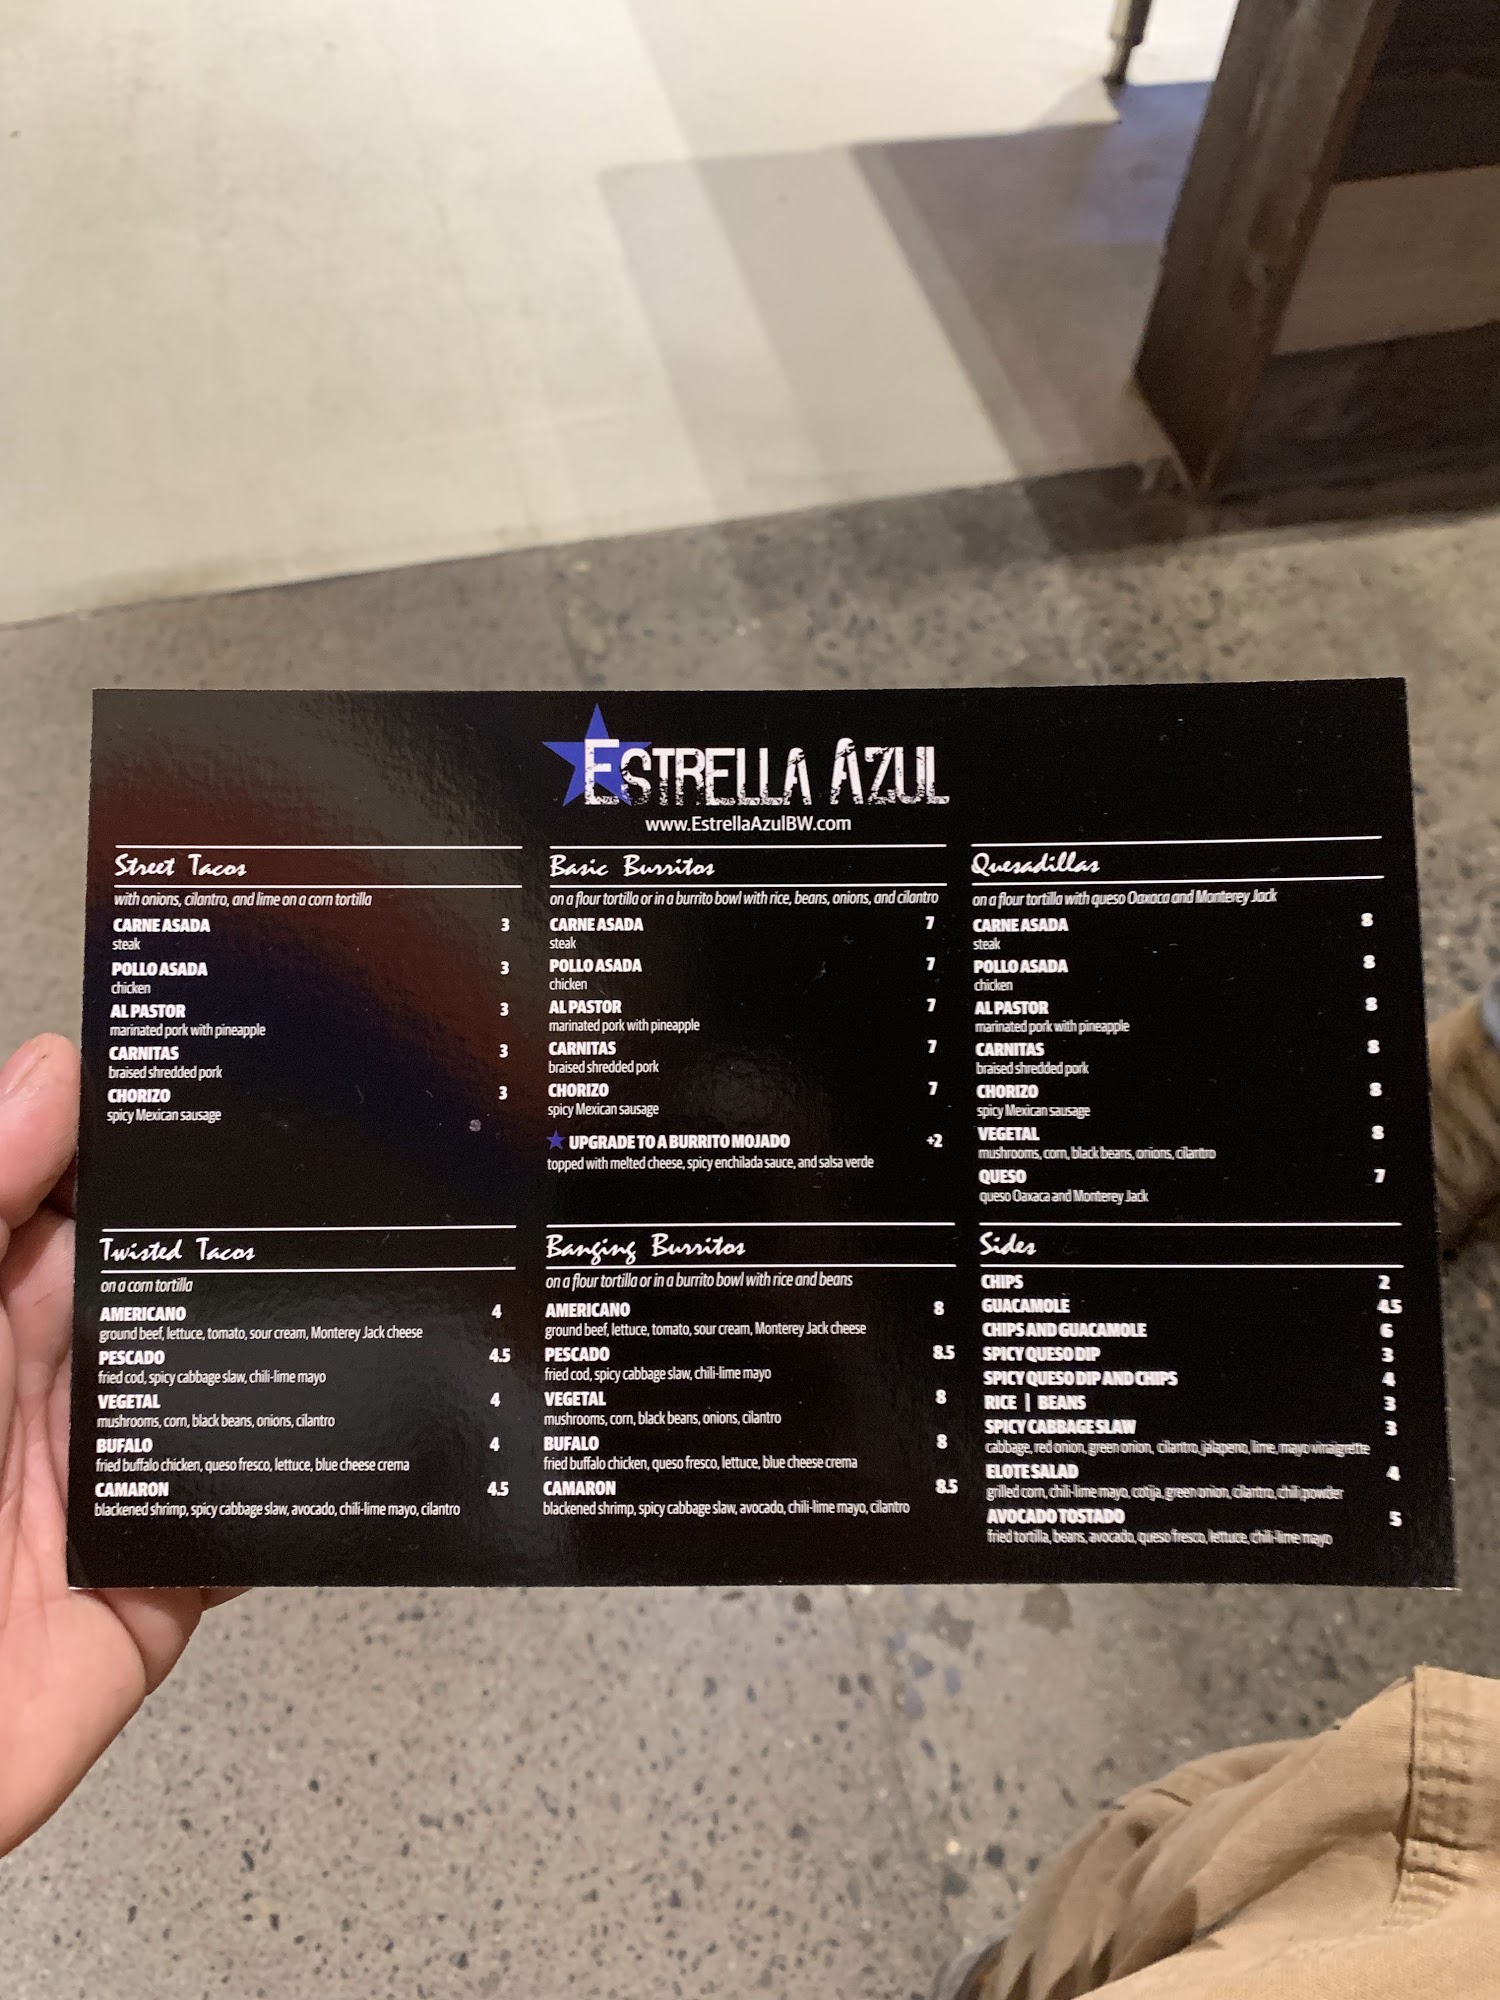 ESTRELLA AZUL
www.EstrellaAzulBW.com
Street Tacos
with onions, cilantro, and lime on a corn tortilla
CARNE ASADA 3
steak
POLLO ASADA 3
chicken
AL PASTOR 3
marinated pork with pineapple
CARNITAS 3
braised shredded pork
CHORIZO 3
spicy Mexican sausage
Basic Burritos
on a flour tortilla or in a burrito bowl with rice, beans, onions, and cilantro
CARNE ASADA 7
steak
POLLO ASADA 7
chicken
AL PASTOR 7
marinated pork with pineapple
CARNITAS 7
braised shredded pork
CHORIZO 7
spicy Mexican sausage
UPGRADE TO A BURRITO MOJADO +2
topped with melted cheese, spicy enchilada sauce, and salsa verde
Quesadillas
on a flour tortilla with queso Oaxaca and Monterey Jack
CARNE ASADA 8
steak
POLLO ASADA 8
chicken
AL PASTOR 8
marinated pork with pineapple
CARNITAS 8
braised shredded pork
CHORIZO 8
spicy Mexican sausage
VEGETAL 8
mushrooms, corn, black beans, onions, cilantro
QUESO 7
queso Oaxaca and Monterey Jack
Twisted Tacos
on a corn tortilla
AMERICANO 4
ground beef, lettuce, tomato, sour cream, Monterey Jack cheese
PESCADO 4.5
fried cod, spicy cabbage slaw, chili-lime mayo
VEGETAL 4
mushrooms, corn, black beans, onions, cilantro
BUFALO 4
fried buffalo chicken, queso fresco, lettuce, blue cheese crema
CAMARON 4.5
blackened shrimp, spicy cabbage slaw, avocado, chili-lime mayo, cilantro
Banging Burritos
on a flour tortilla or in a burrito bowl with rice and beans
AMERICANO 8
ground beef, lettuce, tomato, sour cream, Monterey Jack cheese
PESCADO 8.5
fried cod, spicy cabbage slaw, chili-lime mayo
VEGETAL 8
mushrooms, corn, black beans, onions, cilantro
BUFALO 8
fried buffalo chicken, queso fresco, lettuce, blue cheese crema
CAMARON 8.5
blackened shrimp, spicy cabbage slaw, avocado, chili-lime mayo, cilantro
Sides
CHIPS 2
GUACAMOLE 4.5
CHIPS AND GUACAMOLE 6
SPICY QUESO DIP 3
SPICY QUESO DIP AND CHIPS 4
RICE | BEANS 3
SPICY CABBAGE SLAW 3
cabbage, red onion, green onion, cilantro, jalapeno, lime, mayo vinaigrette
ELOTE SALAD 4
grilled corn, chili-lime mayo, cotija, green onion, cilantro, chili powder
AVOCADO TOSTADO 5
fried tortilla, beans, avocado, queso fresco, lettuce, chili-lime mayo